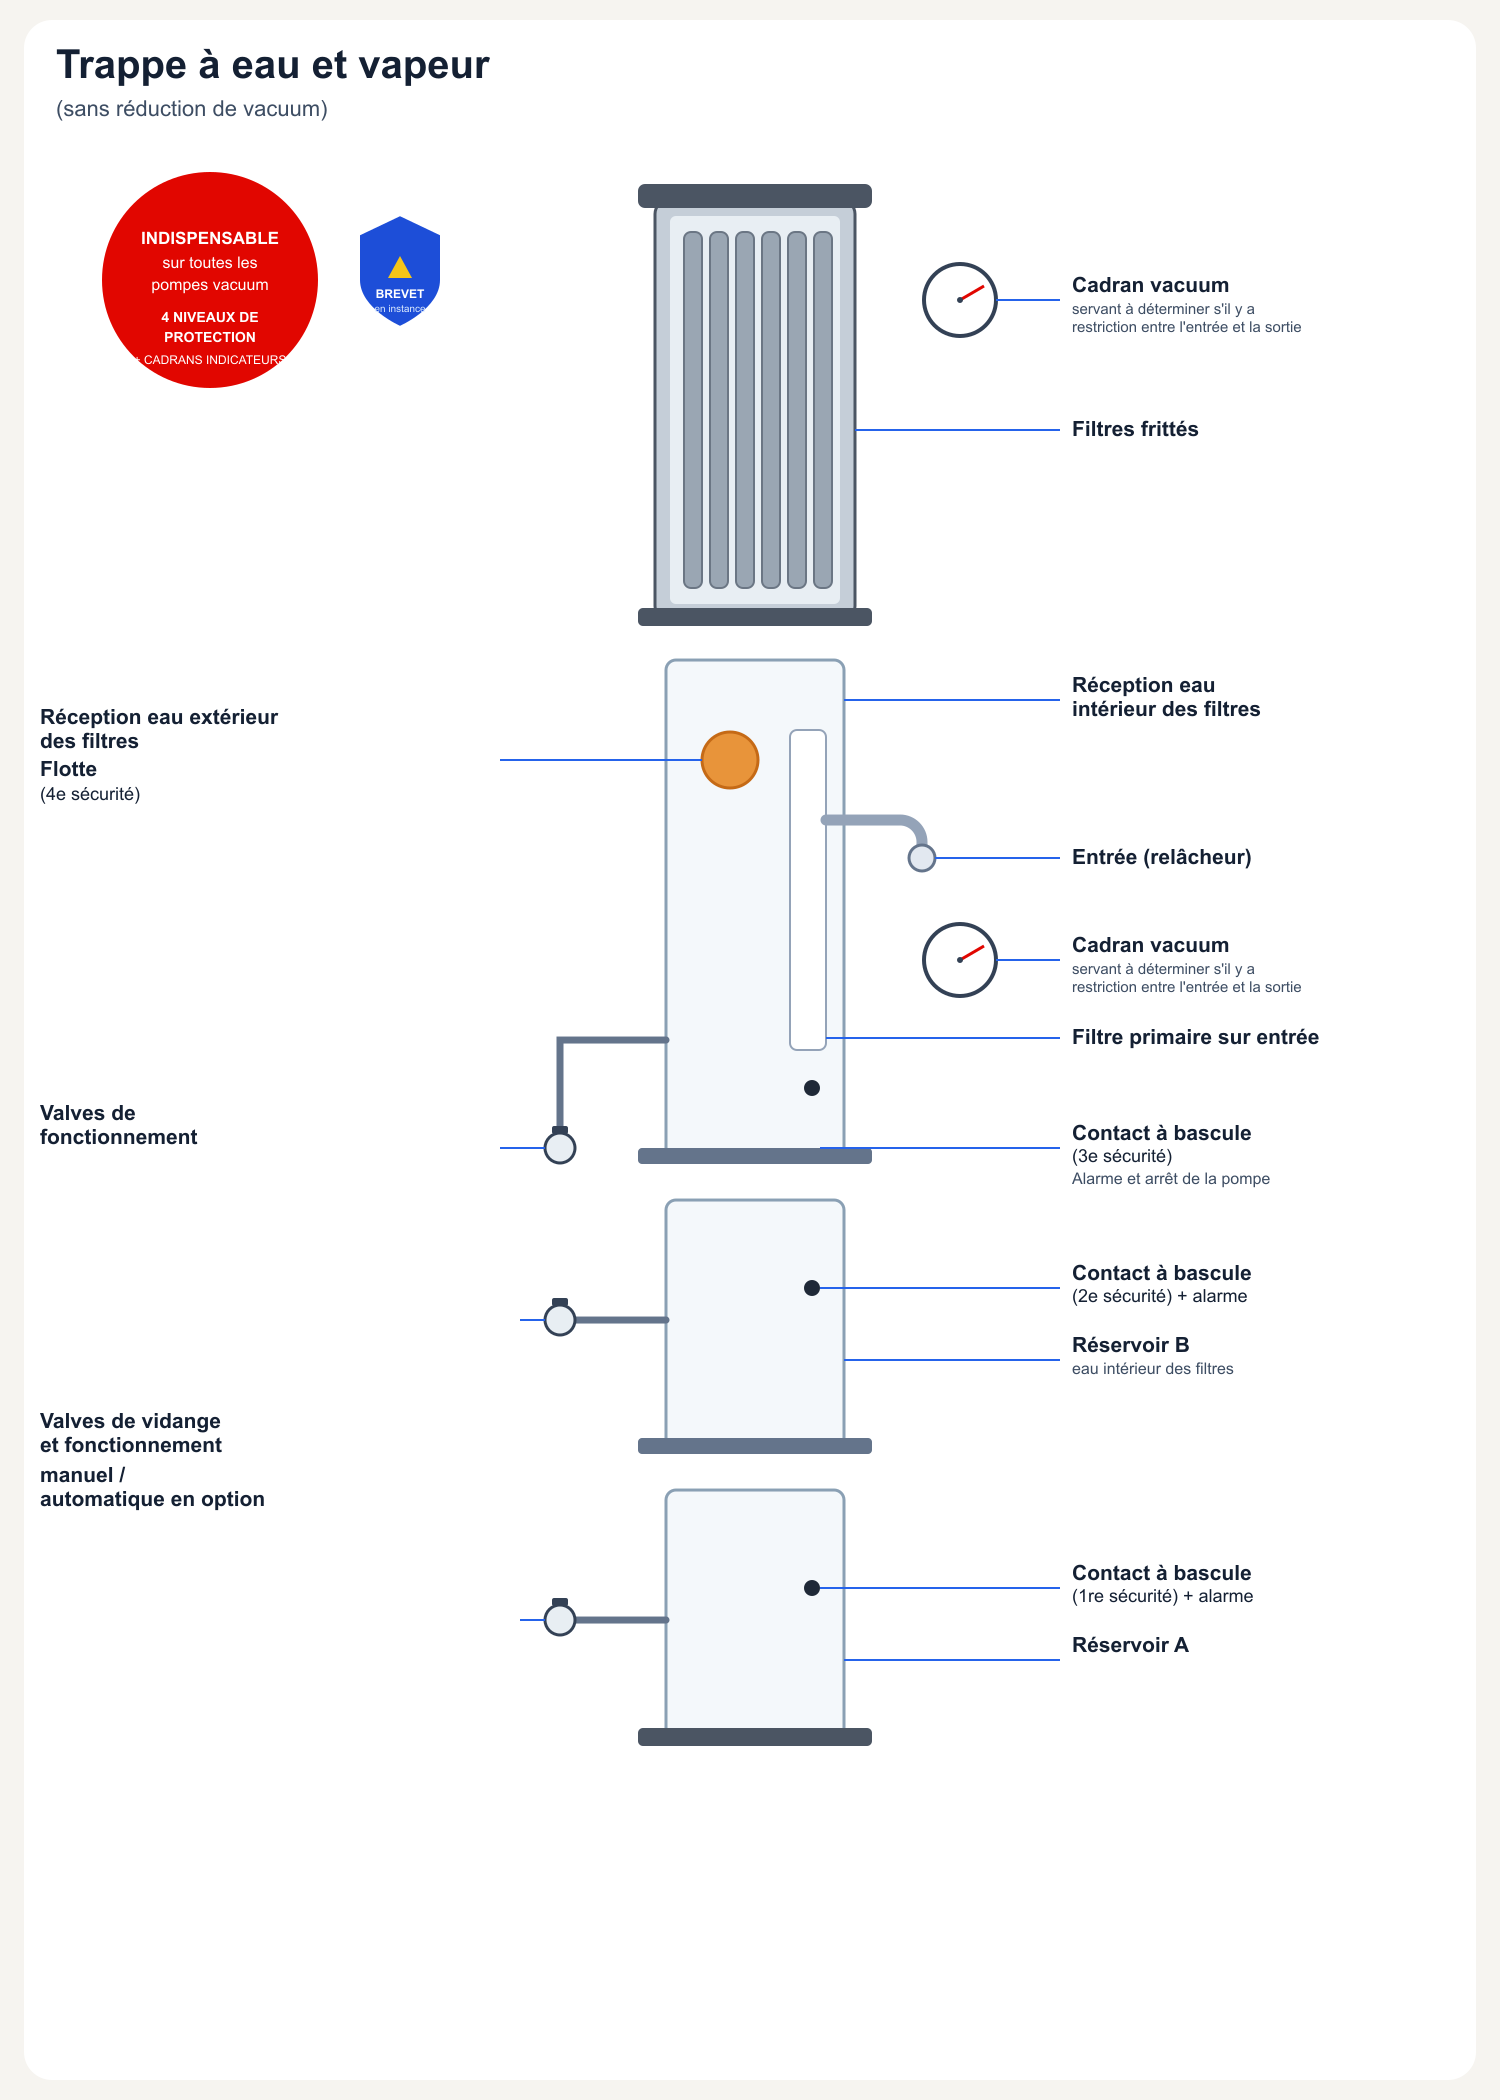 Trappe à eau et vapeur
(sans réduction de vacuum)
INDISPENSABLE
sur toutes les
pompes vacuum
4 NIVEAUX DE
PROTECTION
+ CADRANS INDICATEURS
BREVET
en instance
Cadran vacuum
servant à déterminer s'il y a
restriction entre l'entrée et la sortie
Filtres frittés
Réception eau
intérieur des filtres
Réception eau extérieur
des filtres
Flotte
(4e sécurité)
Entrée (relâcheur)
Cadran vacuum
servant à déterminer s'il y a
restriction entre l'entrée et la sortie
Filtre primaire sur entrée
Valves de
fonctionnement
Contact à bascule
(3e sécurité)
Alarme et arrêt de la pompe
Contact à bascule
(2e sécurité) + alarme
Réservoir B
eau intérieur des filtres
Valves de vidange
et fonctionnement
manuel /
automatique en option
Contact à bascule
(1re sécurité) + alarme
Réservoir A